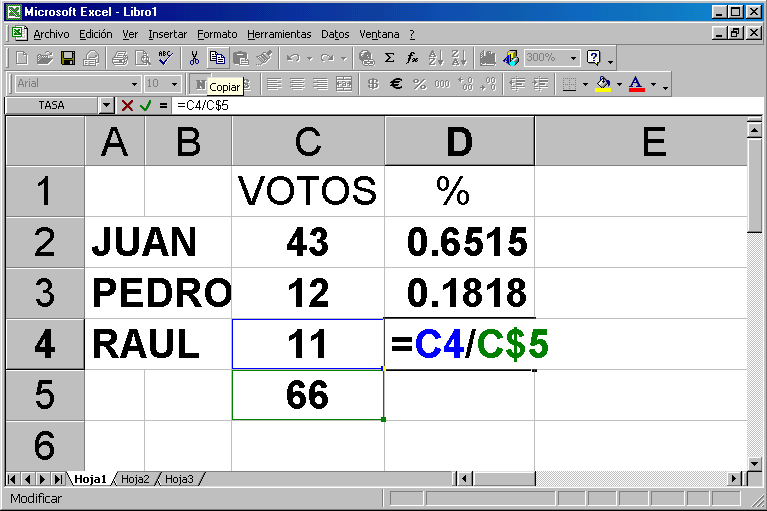 Microsoft Excel - Libro1
Archivo Edición Ver Insertar Formato Herramientas Datos Ventana ?
300%
Arial 10 N S $ € % 000
Copiar
TASA =C4/C$5
A B C D E
1 VOTOS %
2 JUAN 43 0.6515
3 PEDRO 12 0.1818
4 RAUL 11 =C4/C$5
5 66
6
Hoja1 Hoja2 Hoja3
Modificar